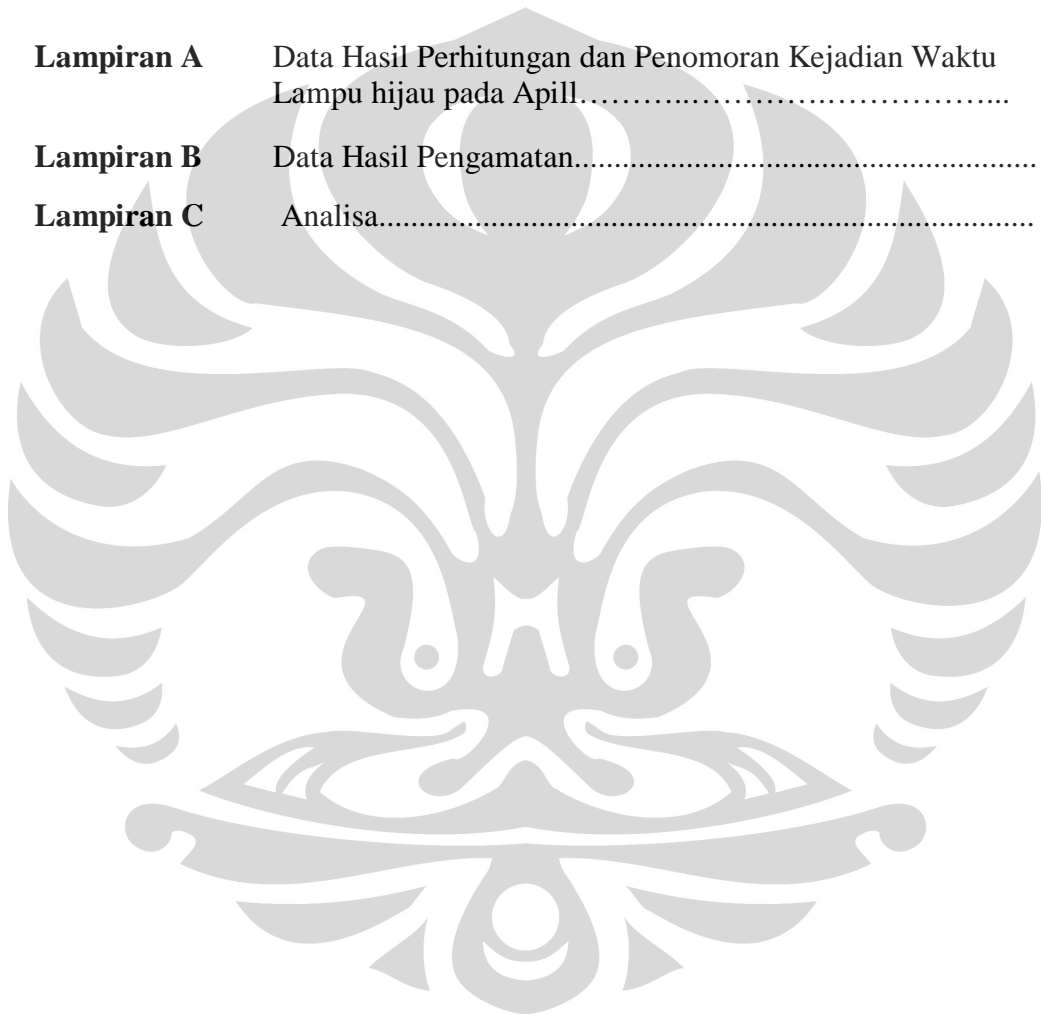 Lampiran A Data Hasil Perhitungan dan Penomoran Kejadian Waktu
Lampu hijau pada Apill………...………….……………...
Lampiran B Data Hasil Pengamatan..........................................................
Lampiran C Analisa..................................................................................